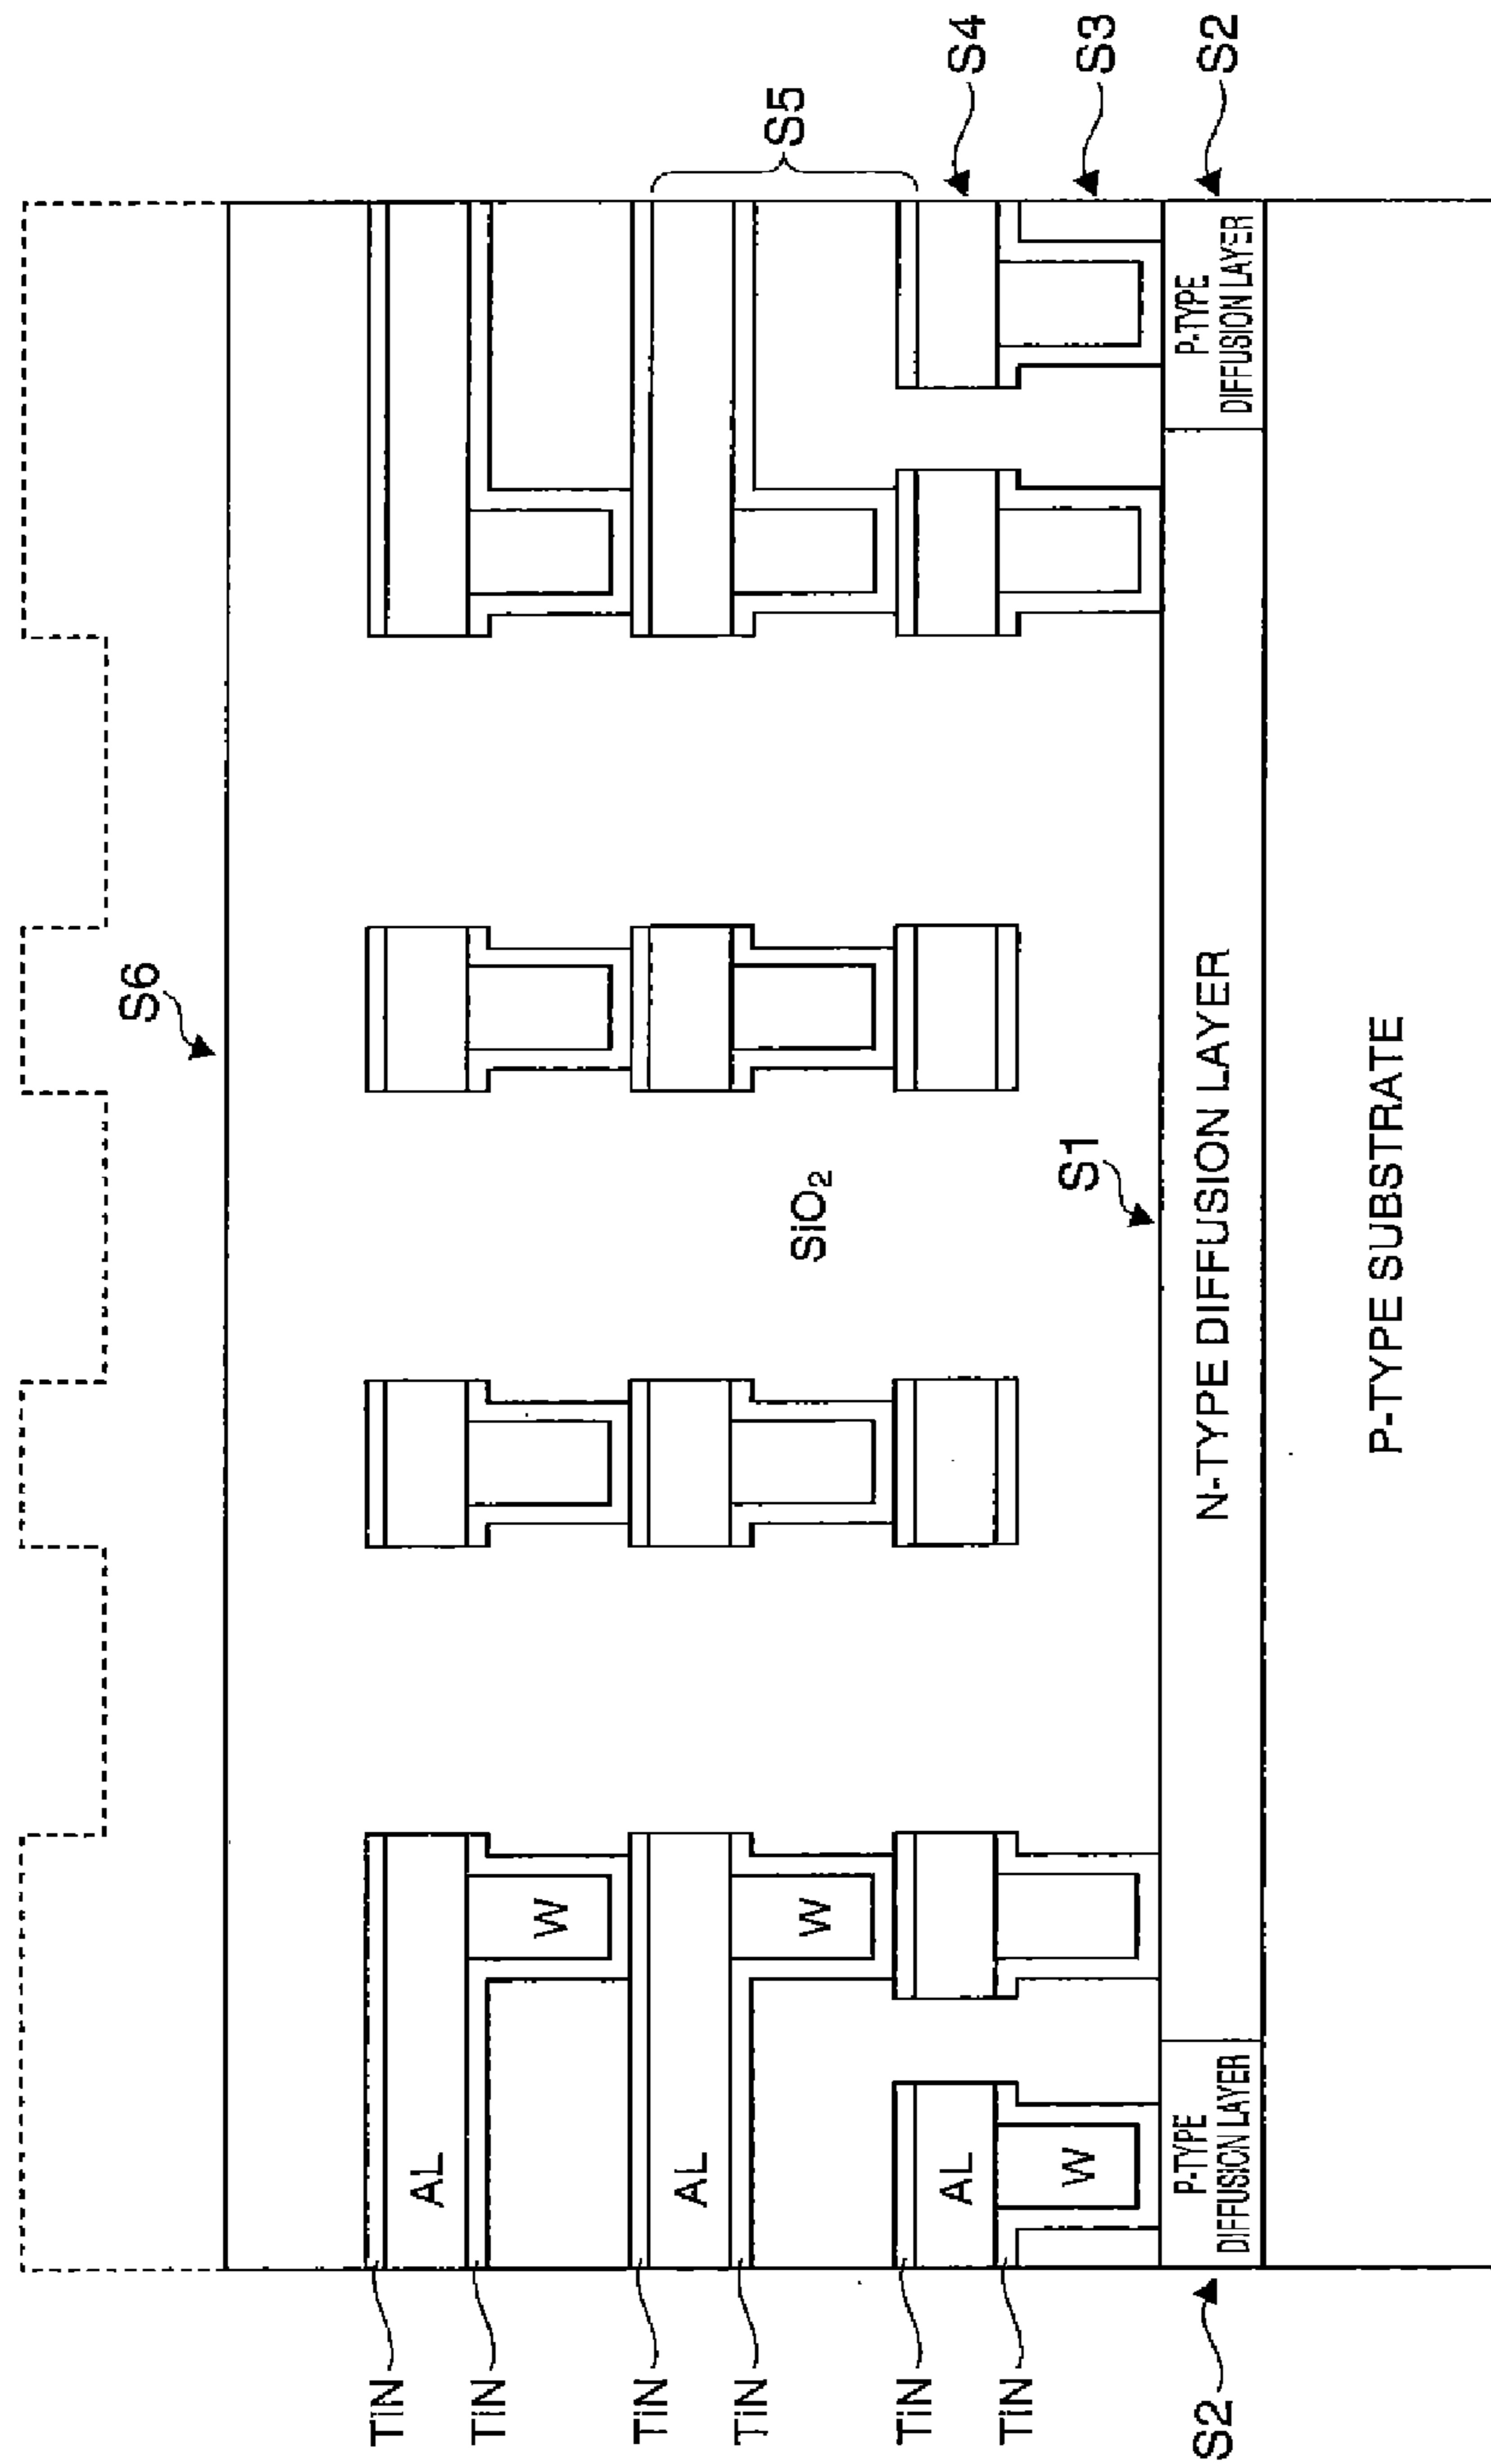 S6
TiN
AL
TiN
W
TiN
AL
TiN
S5
W
SiO₂
TiN
AL
S4
TiN
W
S1
S3
S2
P-TYPE
DIFFUSION LAYER
N-TYPE DIFFUSION LAYER
P-TYPE
DIFFUSION LAYER
S2
P-TYPE SUBSTRATE